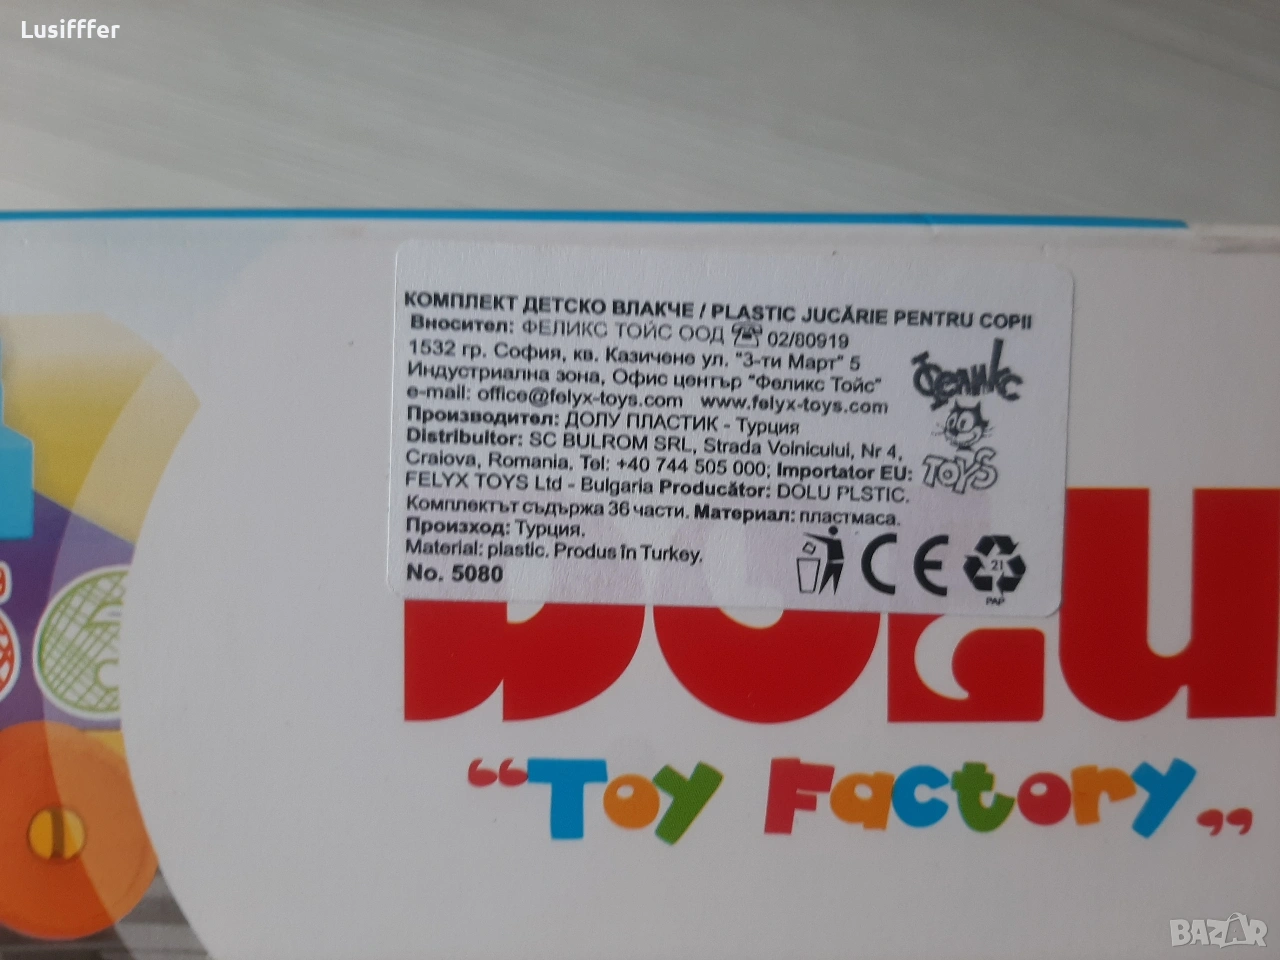 Lusifffer
КОМПЛЕКТ ДЕТСКО ВЛАКЧЕ / PLASTIC JUCĂRIE PENTRU COPII
Вносител: ФЕЛИКС ТОЙС ООД ☎ 02/80919
1532 гр. София, кв. Казичене ул. "3-ти Март" 5
Индустриална зона, Офис център "Феликс Тойс"
e-mail: office@felyx-toys.com www.felyx-toys.com
Производител: ДОЛУ ПЛАСТИК - Турция
Distribuitor: SC BULROM SRL, Strada Voinicului, Nr 4,
Craiova, Romania, Tel: +40 744 505 000; Importator EU:
FELYX TOYS Ltd - Bulgaria Producător: DOLU PLSTIC.
Комплектът съдържа 36 части. Материал: пластмаса.
Произход: Турция.
Material: plastic. Produs în Turkey.
No. 5080
Феликс
TOYS
CE
21
PAP
DOLU
"Toy Factory"
BAZAR